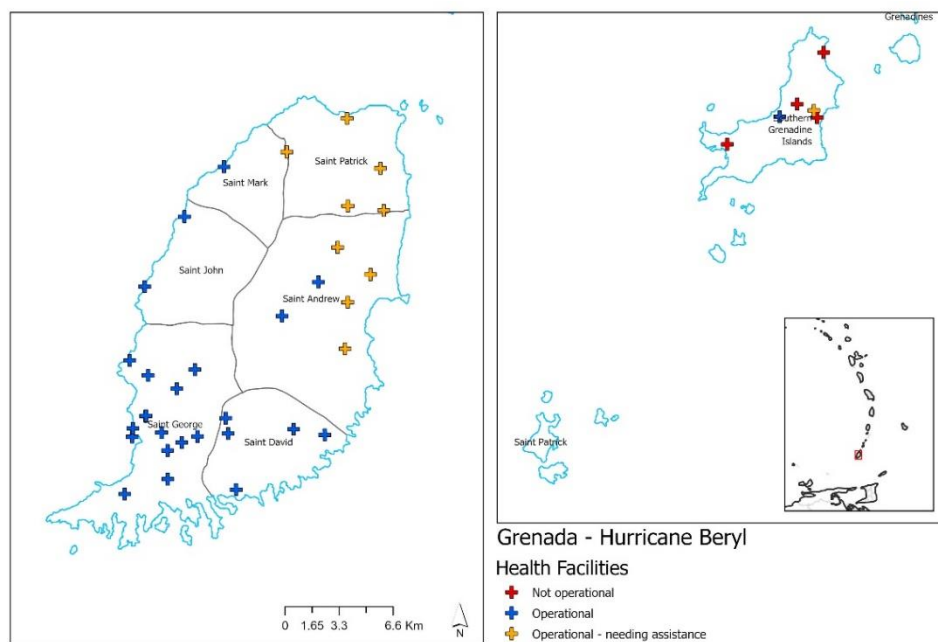 Saint Patrick
Saint Mark
Saint John
Saint Andrew
Saint George
Saint David
0 1.65 3.3 6.6 Km
N
Grenadines
Southern
Grenadine
Islands
Saint Patrick
Grenada - Hurricane Beryl
Health Facilities
Not operational
Operational
Operational - needing assistance